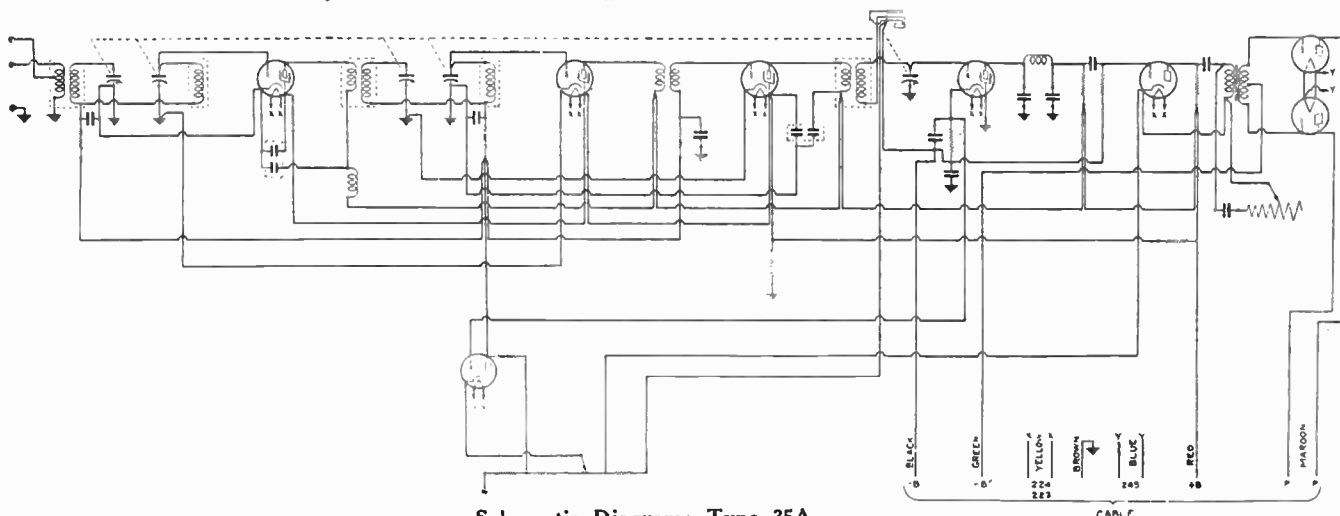 BLACK
GREEN
YELLOW
BROWN
BLUE
RED
MAROON
-B
-B'
224
227
245
+B
CABLE
Schematic Diagram, Type 35A